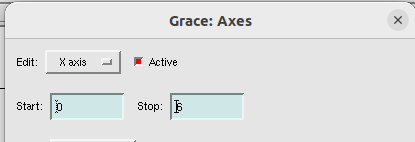 Grace: Axes
Edit: X axis Active
Start: 0 Stop: 6